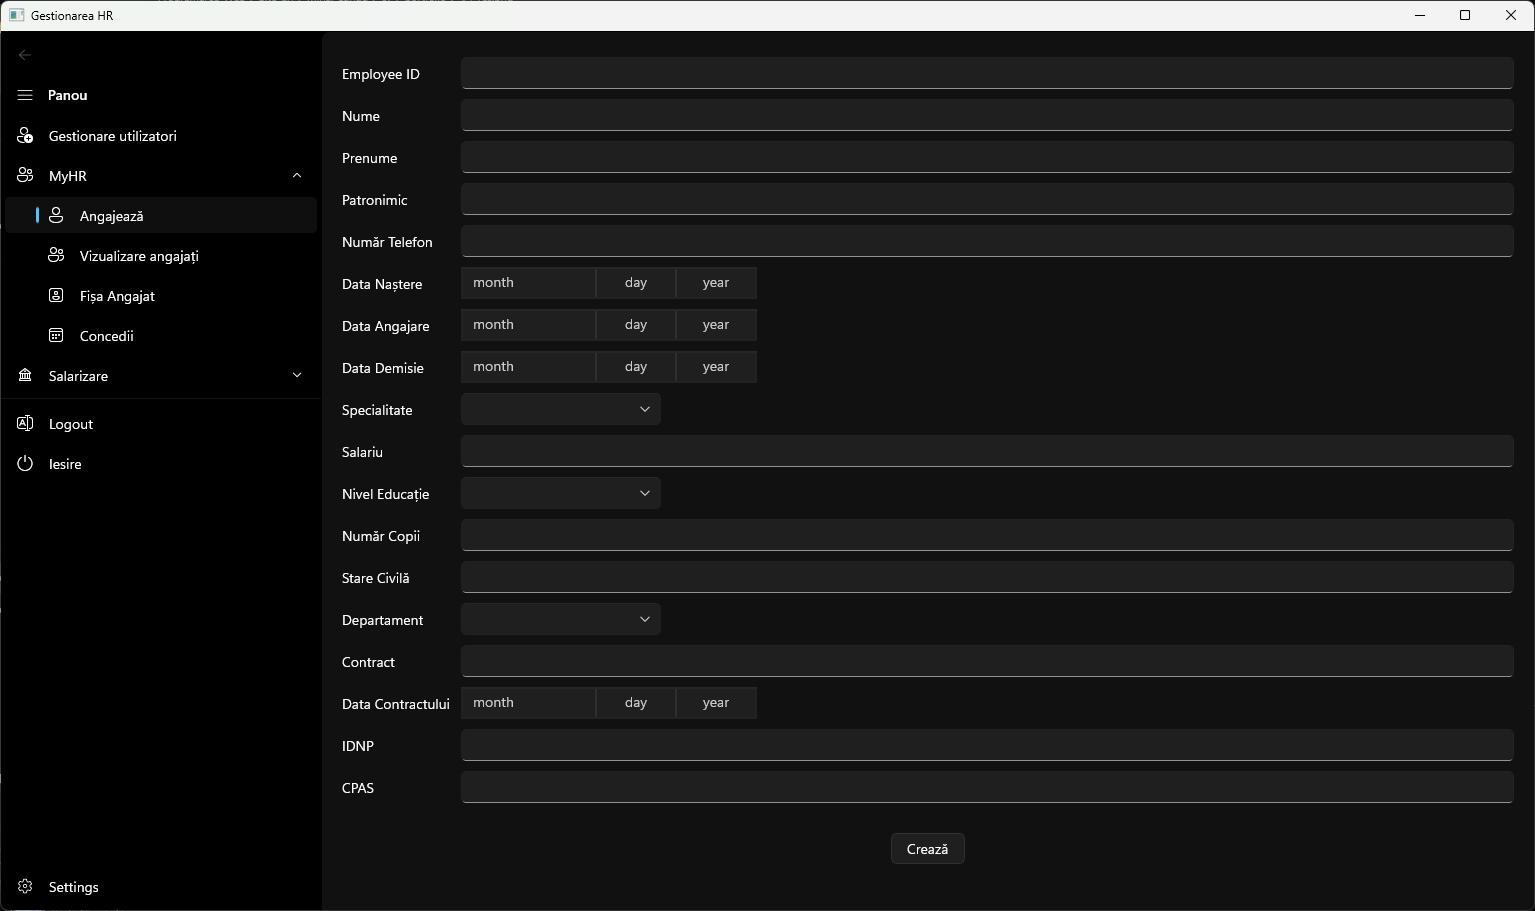 Gestionarea HR
Panou
Gestionare utilizatori
MyHR
Angajează
Vizualizare angajați
Fișa Angajat
Concedii
Salarizare
Logout
Iesire
Settings
Employee ID
Nume
Prenume
Patronimic
Număr Telefon
Data Naștere month day year
Data Angajare month day year
Data Demisie month day year
Specialitate
Salariu
Nivel Educație
Număr Copii
Stare Civilă
Departament
Contract
Data Contractului month day year
IDNP
CPAS
Crează